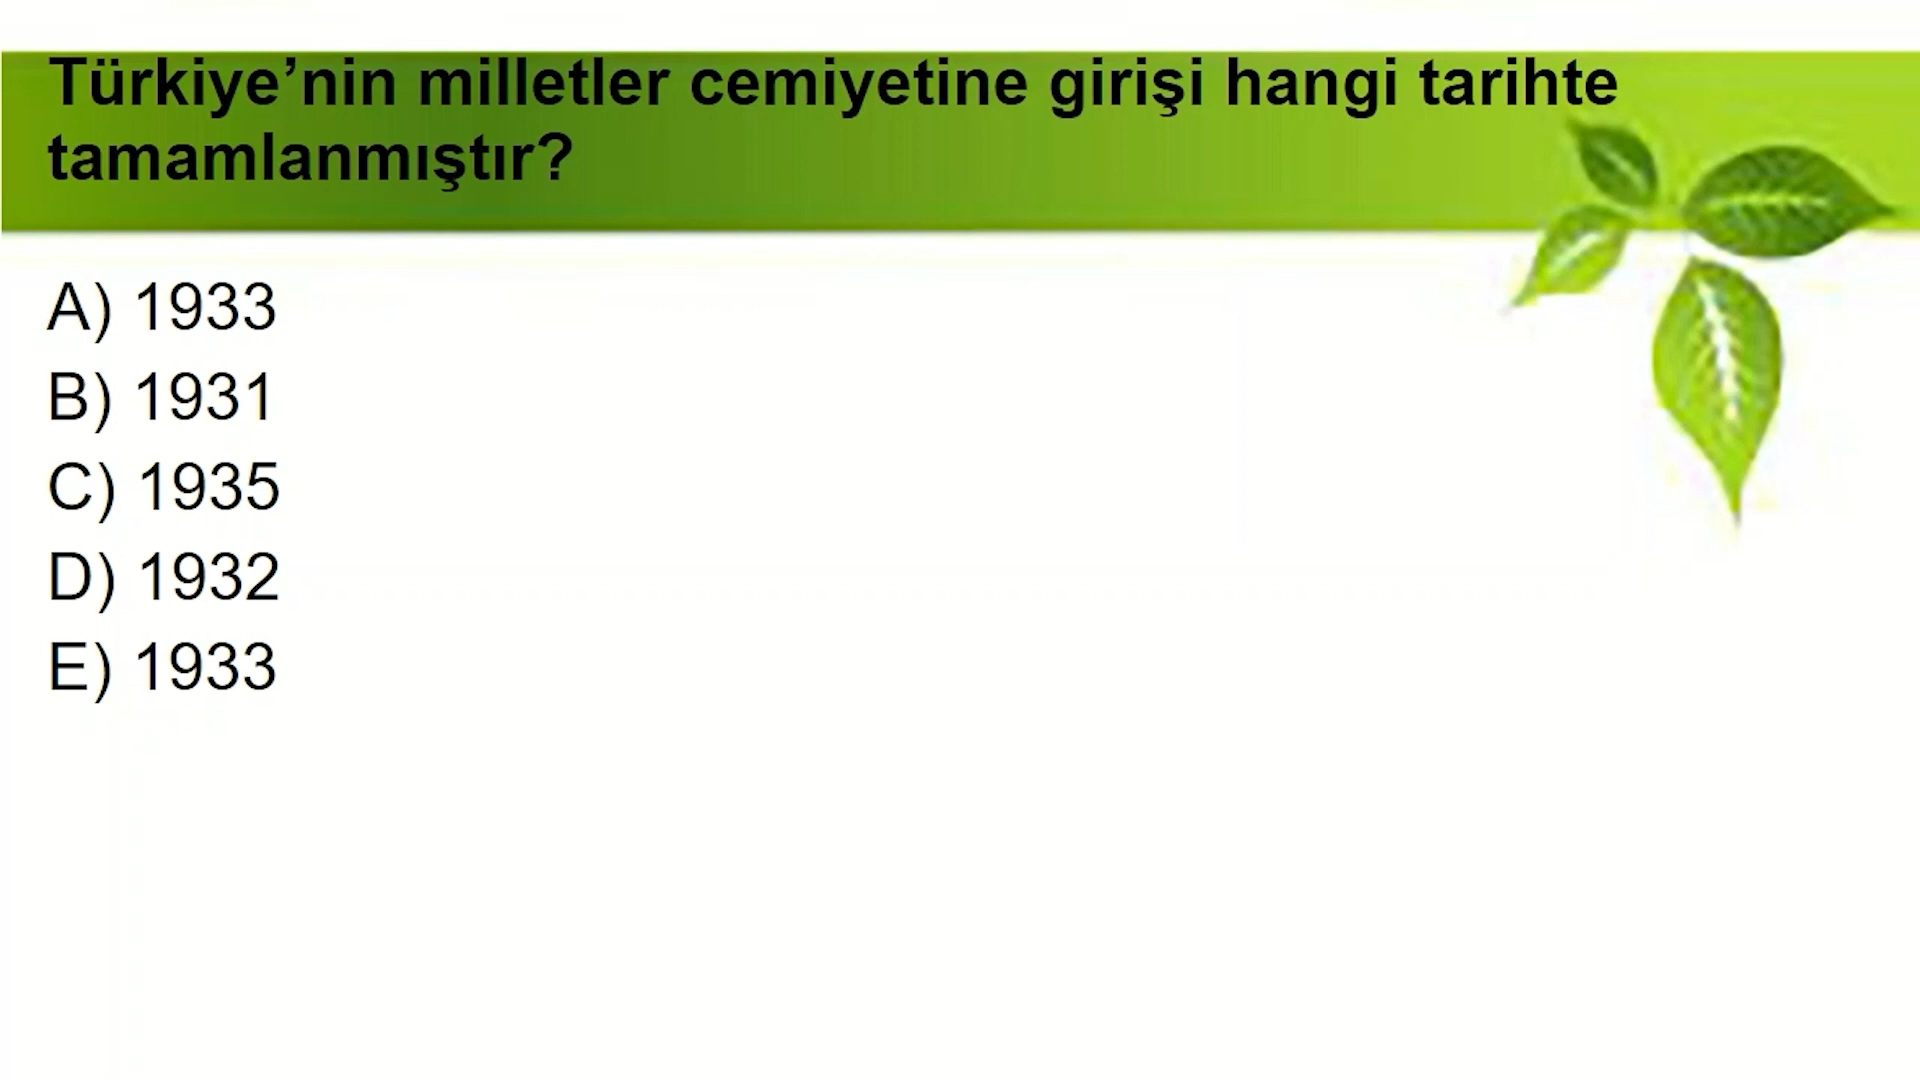 Türkiye’nin milletler cemiyetine girişi hangi tarihte
tamamlanmıştır?
A) 1933
B) 1931
C) 1935
D) 1932
E) 1933